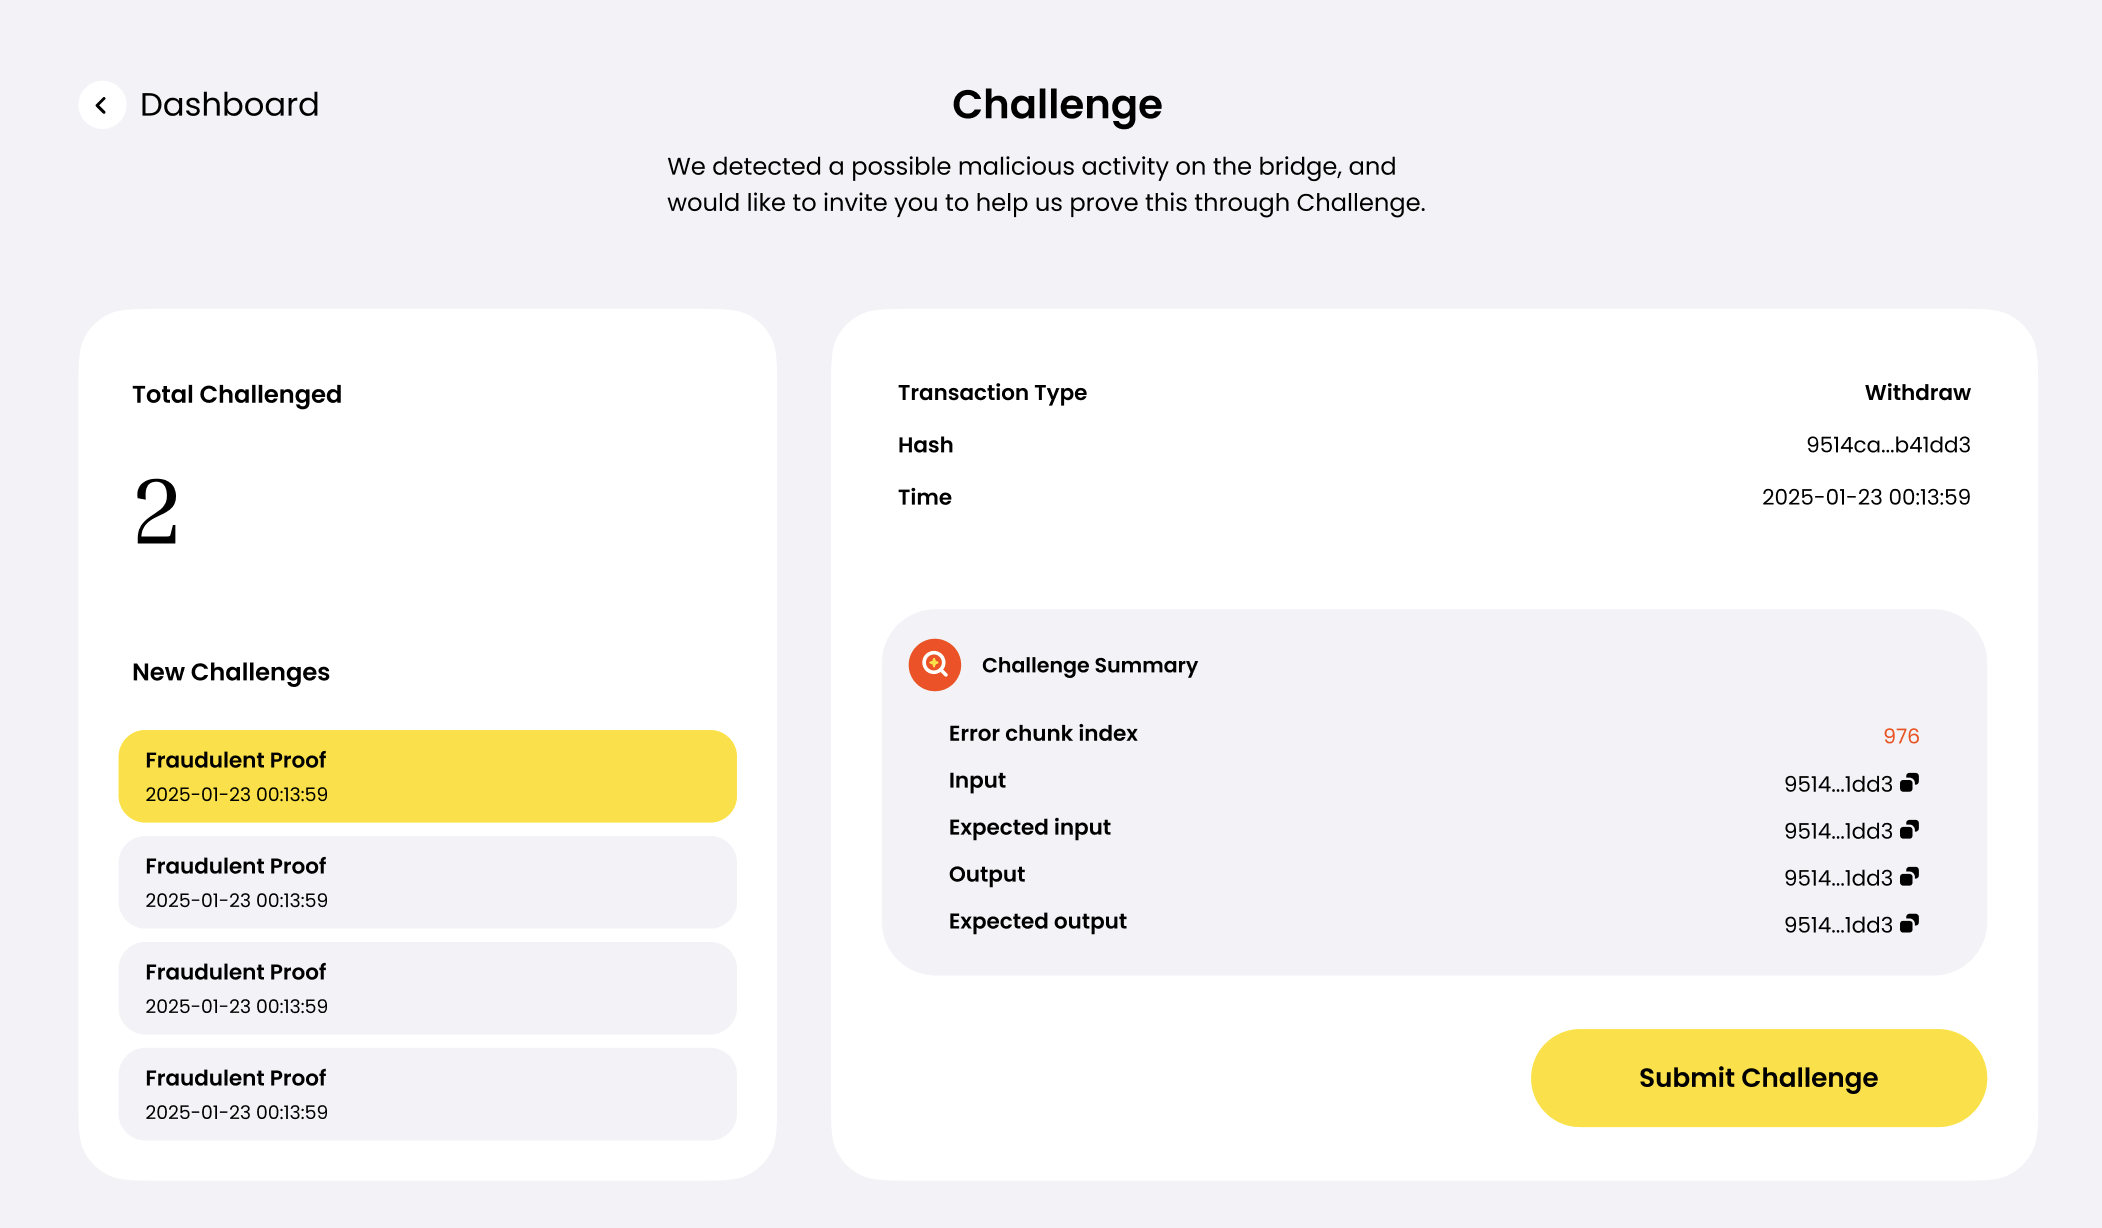 Dashboard
Challenge
We detected a possible malicious activity on the bridge, and
would like to invite you to help us prove this through Challenge.
Total Challenged
2
New Challenges
Fraudulent Proof
2025-01-23 00:13:59
Fraudulent Proof
2025-01-23 00:13:59
Fraudulent Proof
2025-01-23 00:13:59
Fraudulent Proof
2025-01-23 00:13:59
Transaction Type Withdraw
Hash 9514ca...b41dd3
Time 2025-01-23 00:13:59
Challenge Summary
Error chunk index 976
Input 9514...1dd3
Expected input 9514...1dd3
Output 9514...1dd3
Expected output 9514...1dd3
Submit Challenge